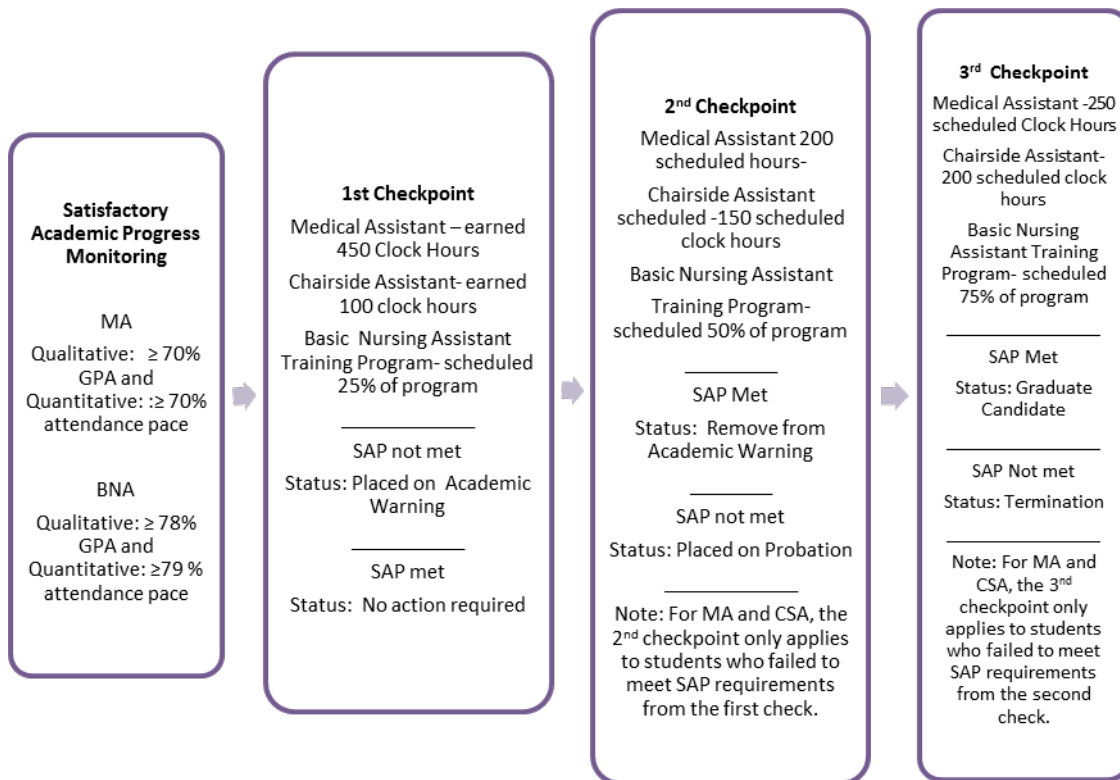 Satisfactory
Academic Progress
Monitoring
MA
Qualitative: ≥ 70%
GPA and
Quantitative: :≥ 70%
attendance pace
BNA
Qualitative: ≥ 78%
GPA and
Quantitative: ≥79 %
attendance pace
1st Checkpoint
Medical Assistant – earned
450 Clock Hours
Chairside Assistant- earned
100 clock hours
Basic Nursing Assistant
Training Program- scheduled
25% of program
SAP not met
Status: Placed on Academic
Warning
SAP met
Status: No action required
2nd Checkpoint
Medical Assistant 200
scheduled hours-
Chairside Assistant
scheduled -150 scheduled
clock hours
Basic Nursing Assistant
Training Program-
scheduled 50% of program
SAP Met
Status: Remove from
Academic Warning
SAP not met
Status: Placed on Probation
Note: For MA and CSA, the
2nd checkpoint only applies
to students who failed to
meet SAP requirements
from the first check.
3rd Checkpoint
Medical Assistant -250
scheduled Clock Hours
Chairside Assistant-
200 scheduled clock
hours
Basic Nursing
Assistant Training
Program- scheduled
75% of program
SAP Met
Status: Graduate
Candidate
SAP Not met
Status: Termination
Note: For MA and
CSA, the 3nd
checkpoint only
applies to students
who failed to meet
SAP requirements
from the second
check.